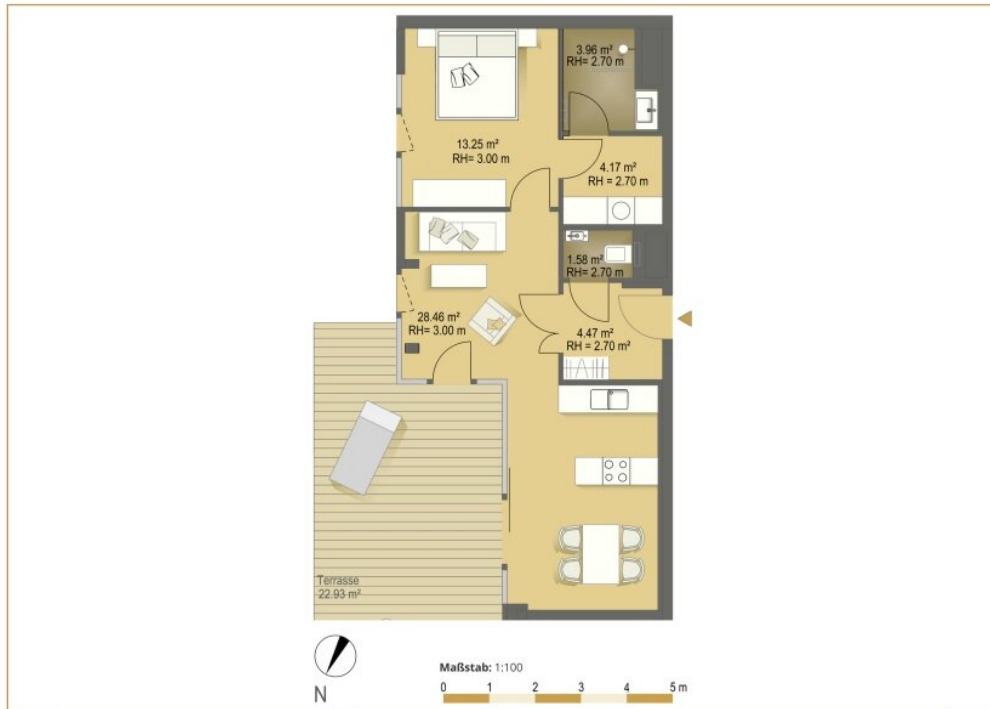 3.96 m²
RH= 2.70 m
13.25 m²
RH= 3.00 m
4.17 m²
RH = 2.70 m
1.58 m²
RH= 2.70 m
28.46 m²
RH= 3.00 m
4.47 m²
RH = 2.70 m²
Terrasse
22.93 m²
N
Maßstab: 1:100
0 1 2 3 4 5 m